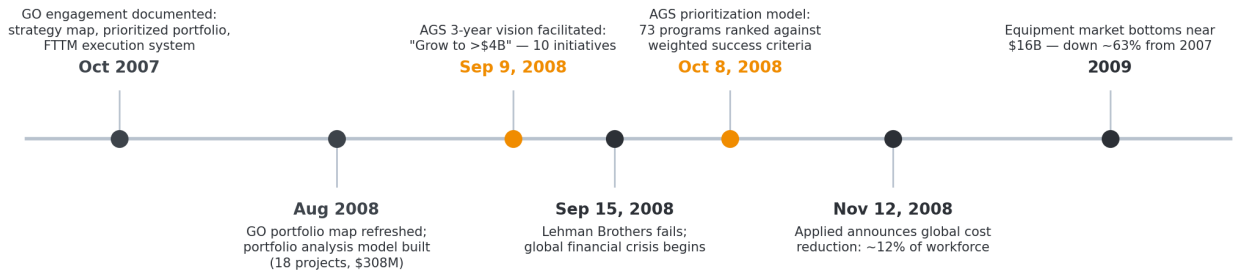 GO engagement documented:
strategy map, prioritized portfolio,
FTTM execution system
Oct 2007
AGS 3-year vision facilitated:
"Grow to >$4B" — 10 initiatives
Sep 9, 2008
AGS prioritization model:
73 programs ranked against
weighted success criteria
Oct 8, 2008
Equipment market bottoms near
$16B — down ~63% from 2007
2009
Aug 2008
GO portfolio map refreshed;
portfolio analysis model built
(18 projects, $308M)
Sep 15, 2008
Lehman Brothers fails;
global financial crisis begins
Nov 12, 2008
Applied announces global cost
reduction: ~12% of workforce